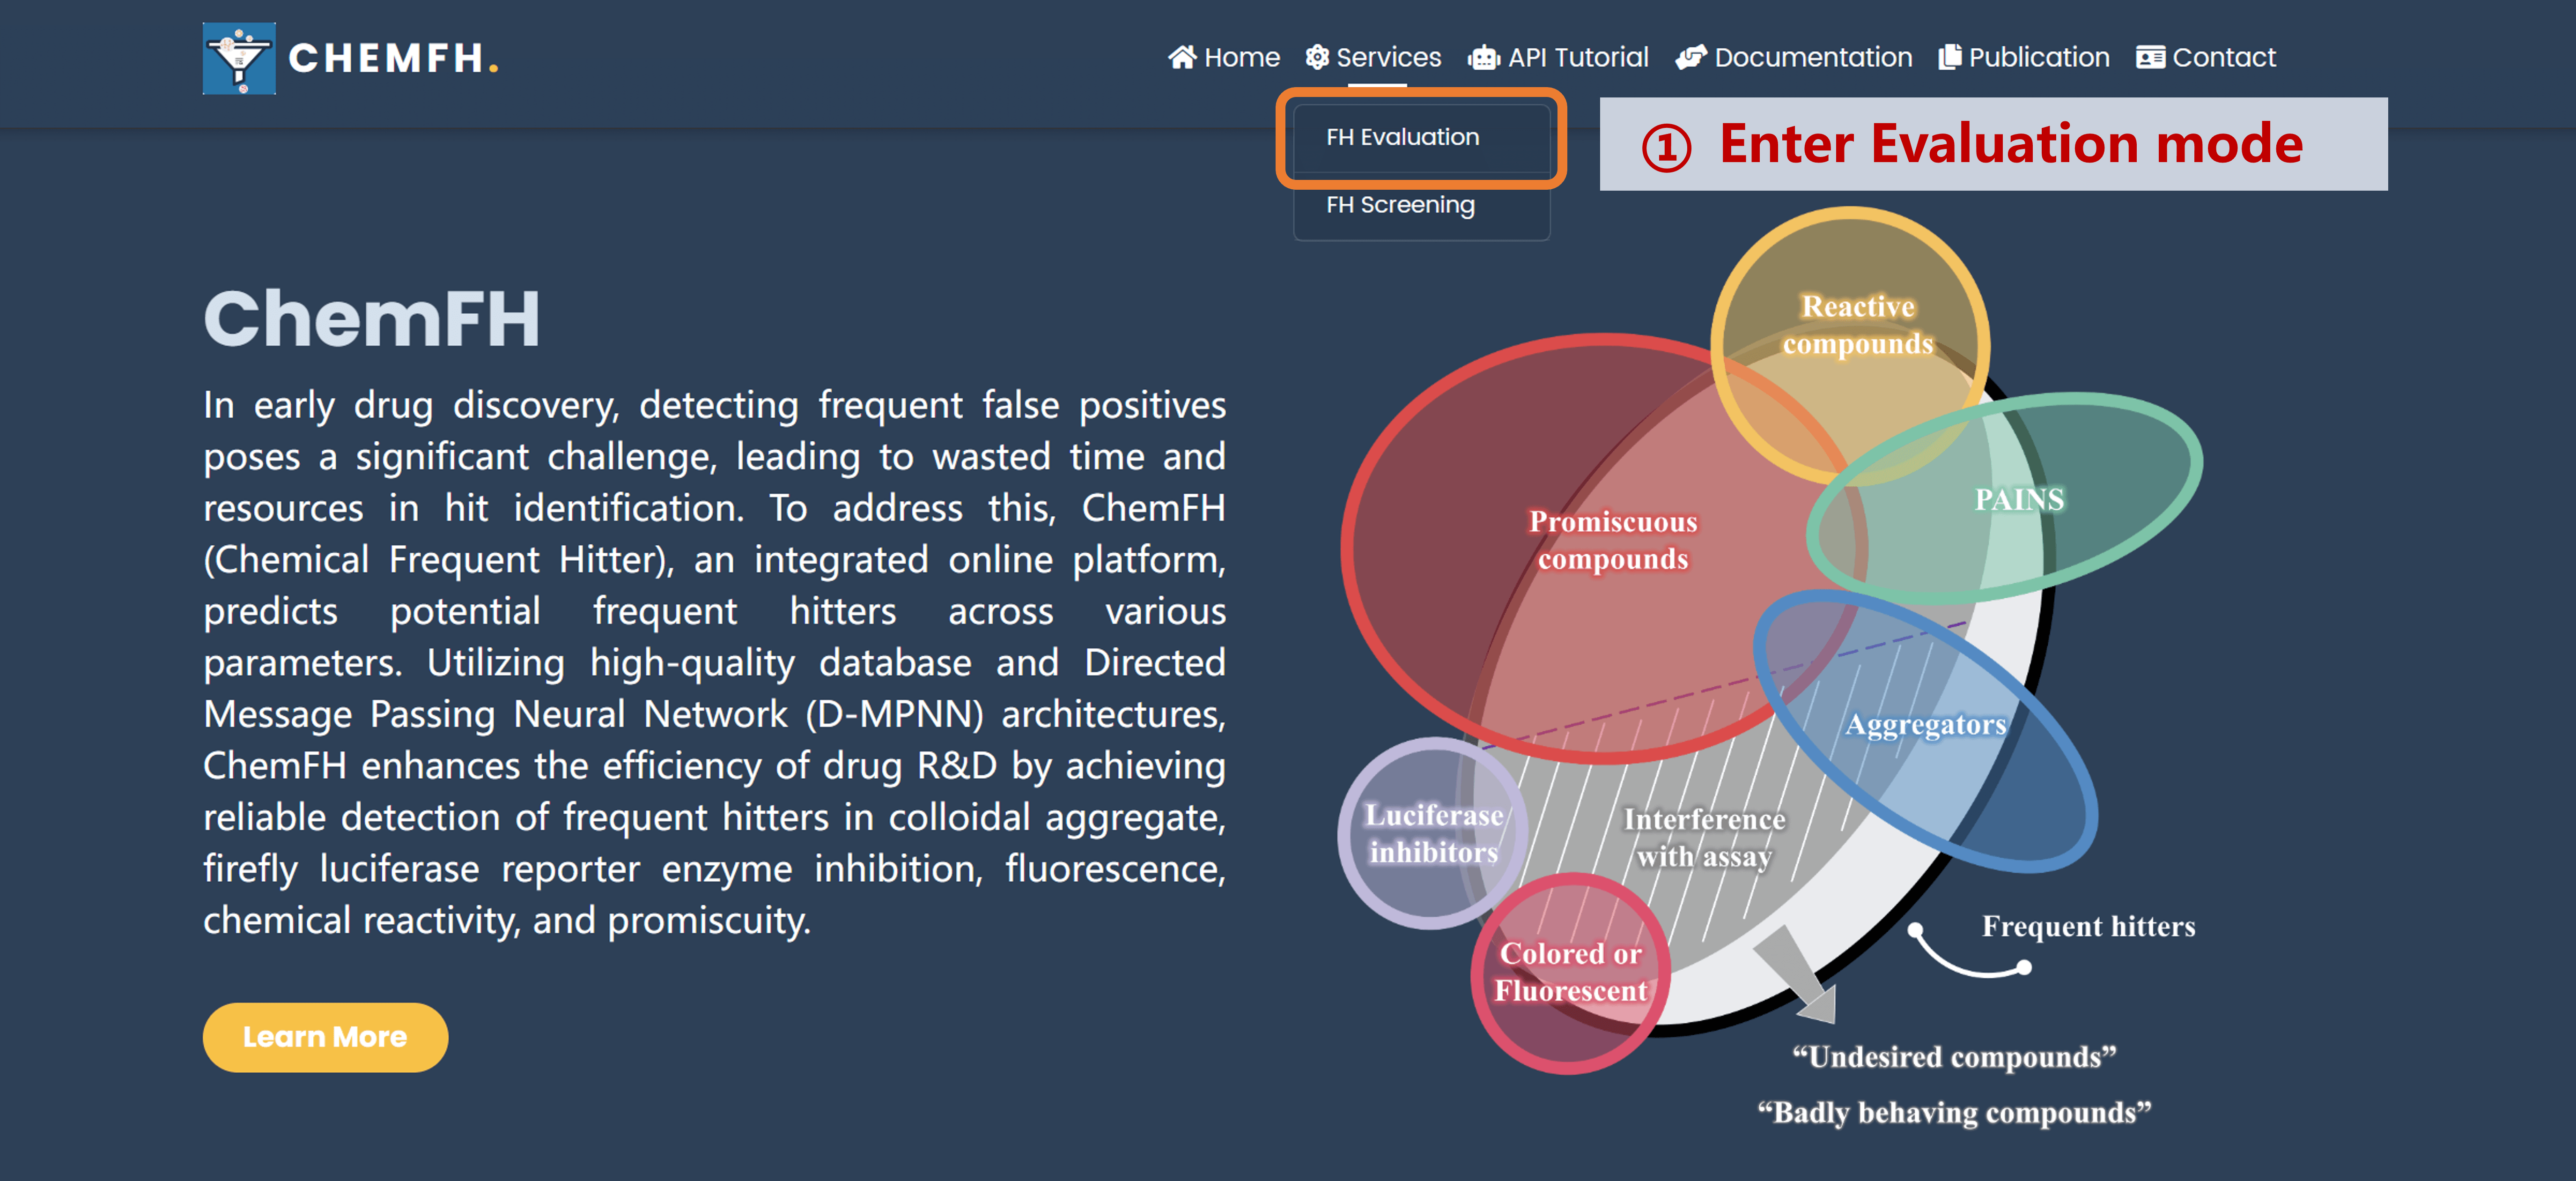 CHEMFH.
Home Services API Tutorial Documentation Publication Contact
FH Evaluation
FH Screening
① Enter Evaluation mode
ChemFH
In early drug discovery, detecting frequent false positives
poses a significant challenge, leading to wasted time and
resources in hit identification. To address this, ChemFH
(Chemical Frequent Hitter), an integrated online platform,
predicts potential frequent hitters across various
parameters. Utilizing high-quality database and Directed
Message Passing Neural Network (D-MPNN) architectures,
ChemFH enhances the efficiency of drug R&D by achieving
reliable detection of frequent hitters in colloidal aggregate,
firefly luciferase reporter enzyme inhibition, fluorescence,
chemical reactivity, and promiscuity.
Learn More
Reactive
compounds
PAINS
Promiscuous
compounds
Aggregators
Luciferase
inhibitors
Interference
with assay
Colored or
Fluorescent
Frequent hitters
“Undesired compounds”
“Badly behaving compounds”